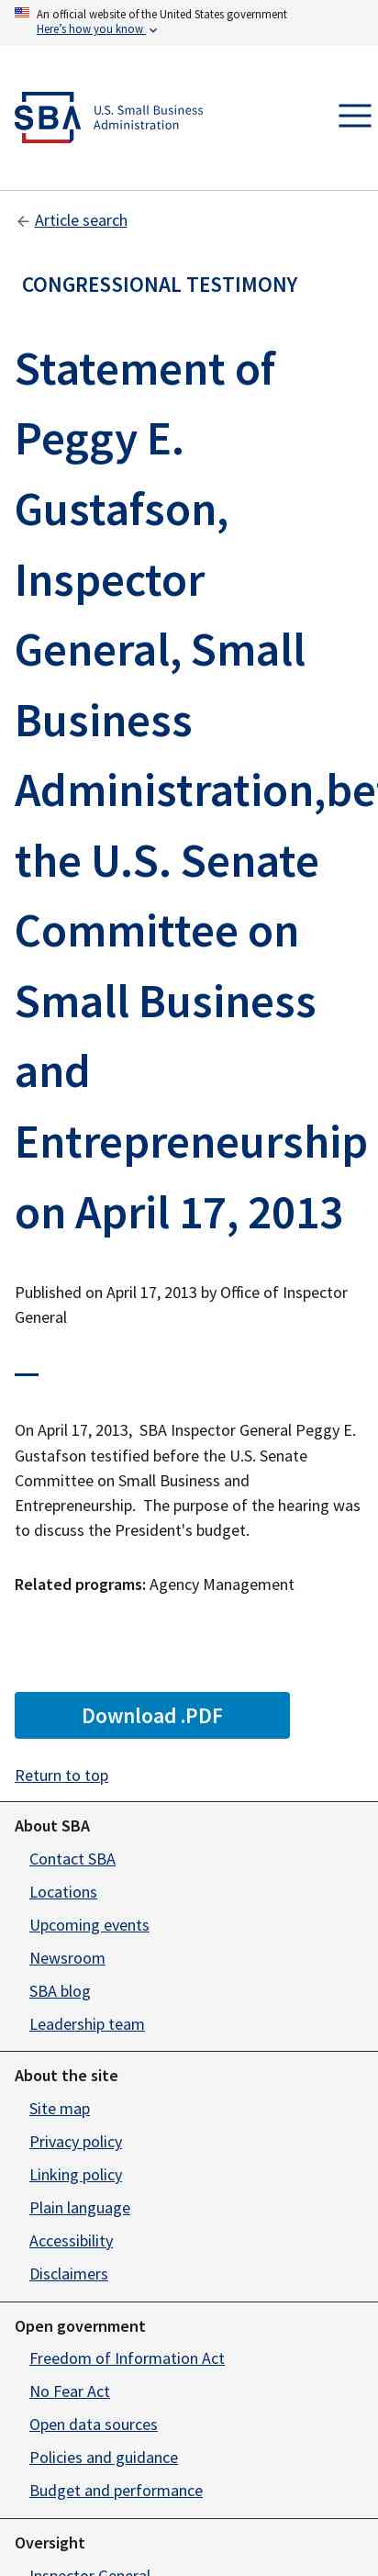 An official website of the United States government
Here's how you know
SBA
U.S. Small Business
Administration
Article search
CONGRESSIONAL TESTIMONY
Statement of
Peggy E.
Gustafson,
Inspector
General, Small
Business
Administration,
the U.S. Senate
Committee on
Small Business
and
Entrepreneurship
on April 17, 2013
Published on April 17, 2013 by Office of Inspector
General
On April 17, 2013,  SBA Inspector General Peggy E.
Gustafson testified before the U.S. Senate
Committee on Small Business and
Entrepreneurship.  The purpose of the hearing was
to discuss the President's budget.
Related programs: Agency Management
Download .PDF
Return to top
About SBA
Contact SBA
Locations
Upcoming events
Newsroom
SBA blog
Leadership team
About the site
Site map
Privacy policy
Linking policy
Plain language
Accessibility
Disclaimers
Open government
Freedom of Information Act
No Fear Act
Open data sources
Policies and guidance
Budget and performance
Oversight
Inspector General